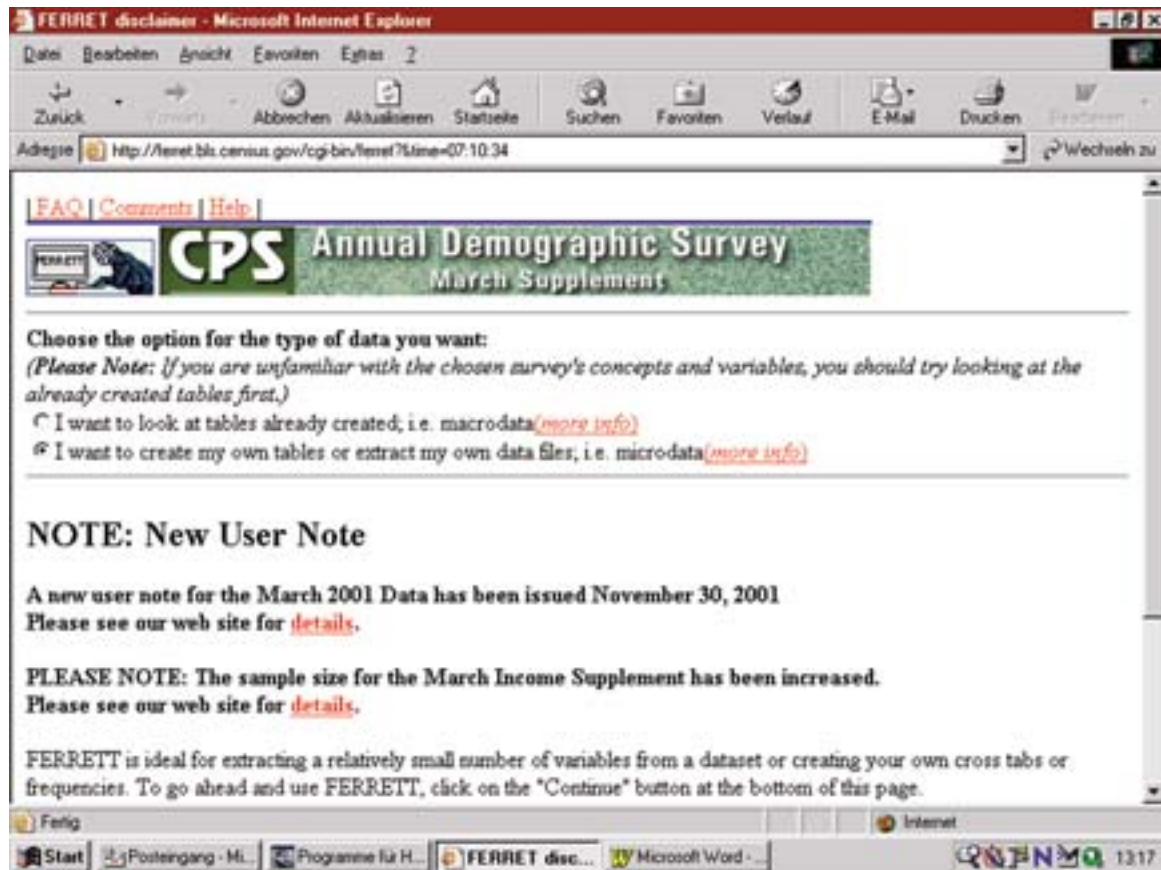 FERRET disclaimer - Microsoft Internet Explorer
Datei Bearbeiten Ansicht Favoriten Extras ?
Zurück Vorwärts Abbrechen Aktualisieren Startseite Suchen Favoriten Verlauf E-Mail Drucken Bearbeiten
Adresse http://ferret.bls.census.gov/cgi-bin/ferret?&time=07:10:34 Wechseln zu
| FAQ | Comments | Help |
FERRETT CPS Annual Demographic Survey
March Supplement
Choose the option for the type of data you want:
(Please Note: If you are unfamiliar with the chosen survey's concepts and variables, you should try looking at the
already created tables first.)
I want to look at tables already created; i.e. macrodata(more info)
I want to create my own tables or extract my own data files; i.e. microdata(more info)
NOTE: New User Note
A new user note for the March 2001 Data has been issued November 30, 2001
Please see our web site for details.
PLEASE NOTE: The sample size for the March Income Supplement has been increased.
Please see our web site for details.
FERRETT is ideal for extracting a relatively small number of variables from a dataset or creating your own cross tabs or
frequencies. To go ahead and use FERRETT, click on the "Continue" button at the bottom of this page.
Fertig Internet
Start Posteingang - Mi... Programme für H... FERRET disc... Microsoft Word - ... 13:17